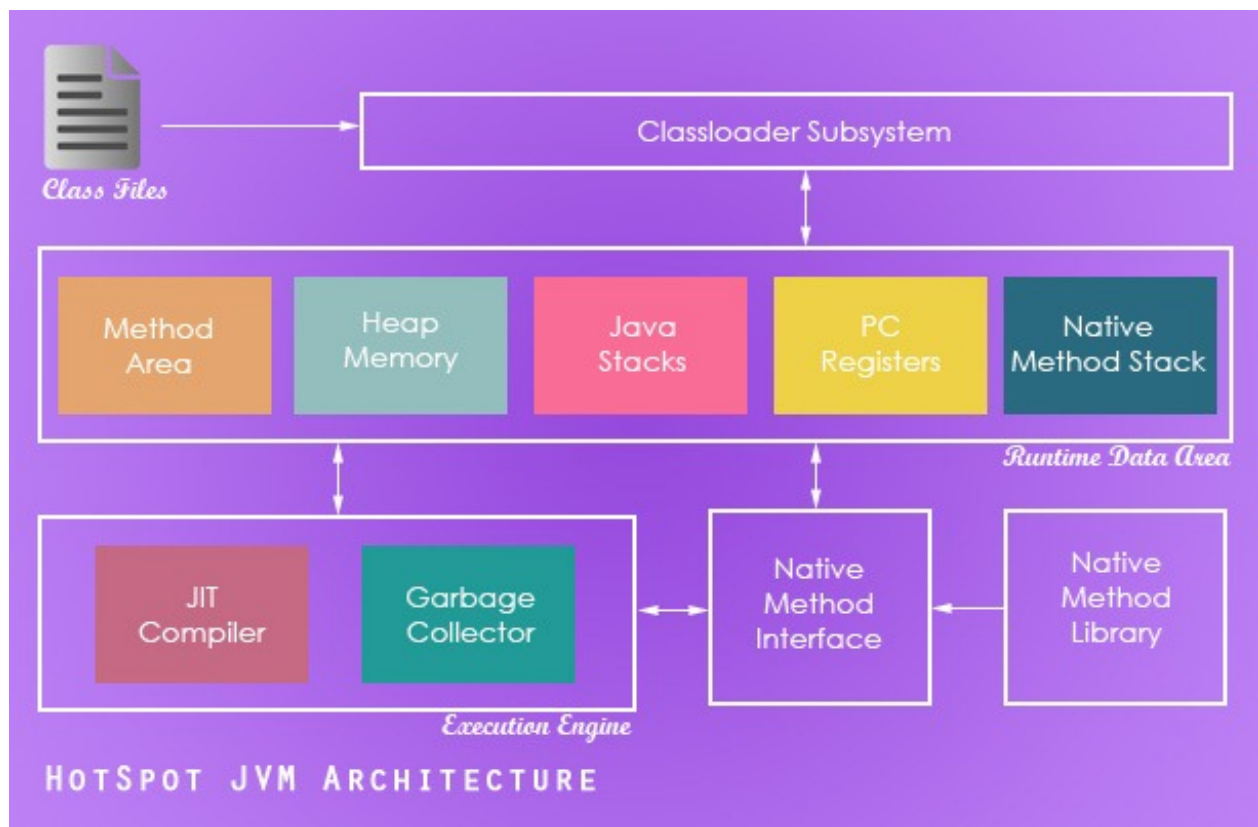 Class Files
Classloader Subsystem
Method
Area
Heap
Memory
Java
Stacks
PC
Registers
Native
Method Stack
Runtime Data Area
JIT
Compiler
Garbage
Collector
Execution Engine
Native
Method
Interface
Native
Method
Library
HotSpot JVM Architecture